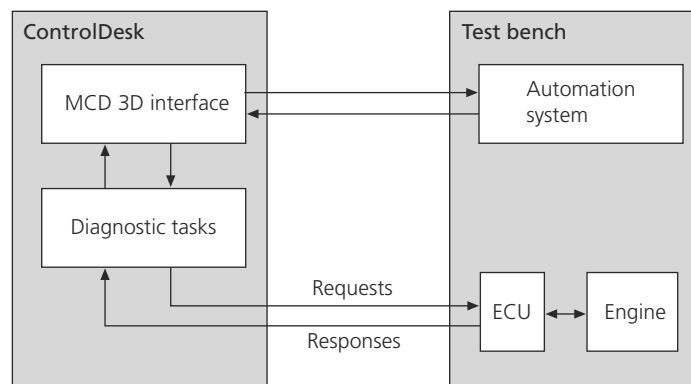 ControlDesk
MCD 3D interface
Diagnostic tasks
Requests
Responses
Test bench
Automation
system
ECU
Engine